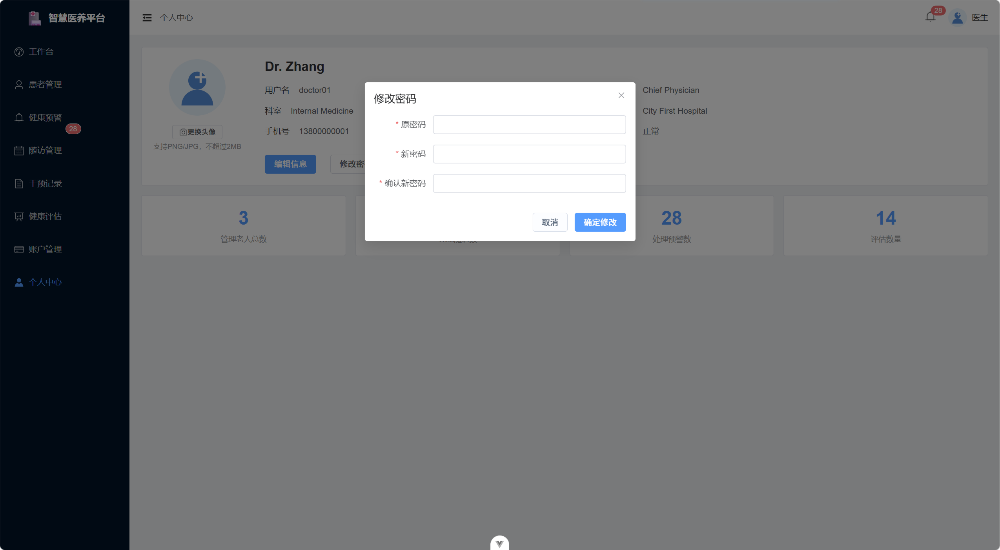 智慧医养平台
个人中心
28
医生
工作台
患者管理
健康预警
28
随访管理
干预记录
健康评估
账户管理
个人中心
更换头像
支持PNG/JPG，不超过2MB
Dr. Zhang
用户名 doctor01
Chief Physician
科室 Internal Medicine
City First Hospital
手机号 13800000001
正常
编辑信息
修改密
修改密码
* 原密码
* 新密码
* 确认新密码
取消
确定修改
3
管理老人总数
28
处理预警数
14
评估数量